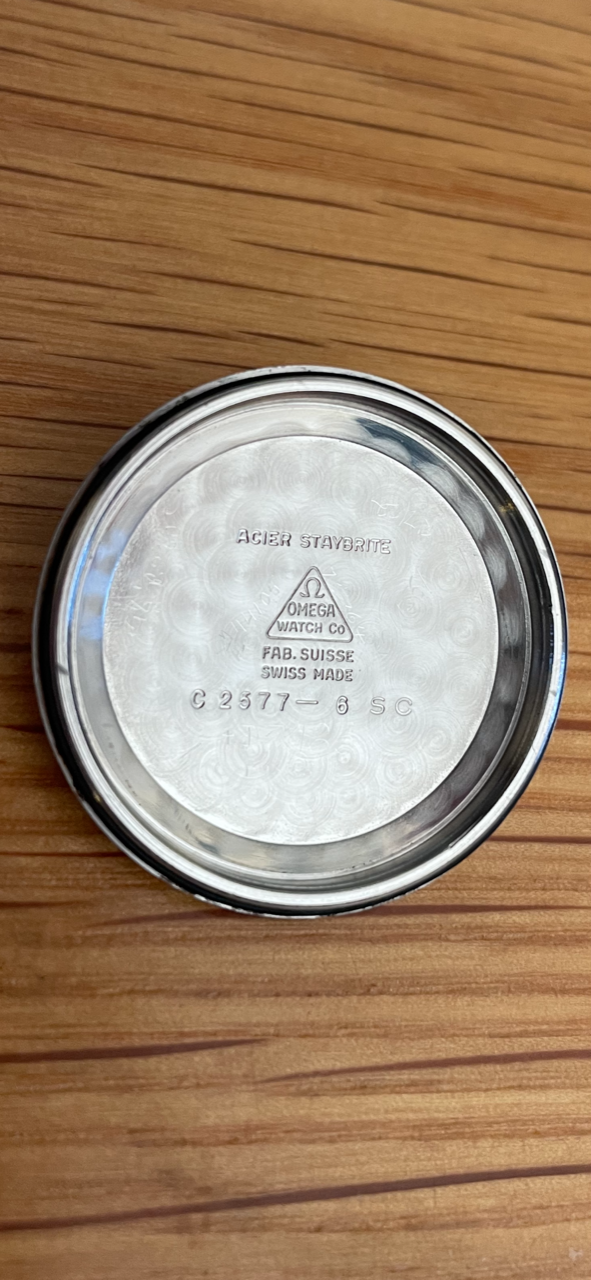 ACIER STAYBRITE
Ω
OMEGA
WATCH Co
FAB. SUISSE
SWISS MADE
C 2577 — 6 SC